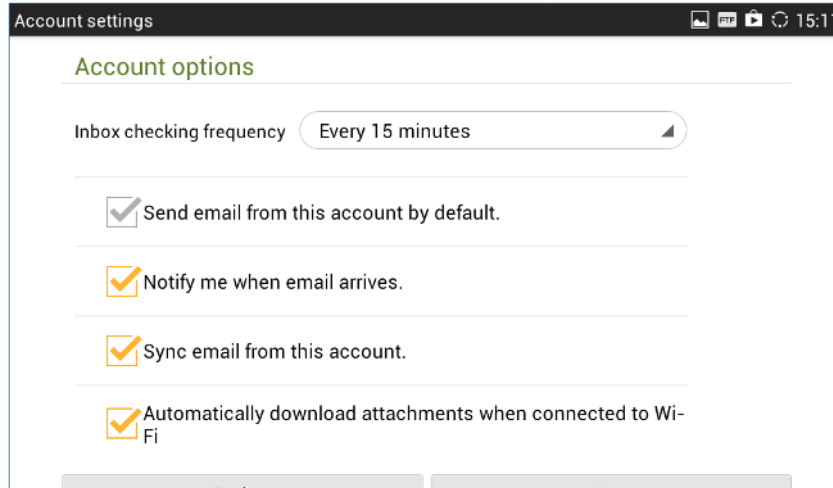 Account settings
FTP
15:1
Account options
Inbox checking frequency
Every 15 minutes
Send email from this account by default.
Notify me when email arrives.
Sync email from this account.
Automatically download attachments when connected to Wi-
Fi